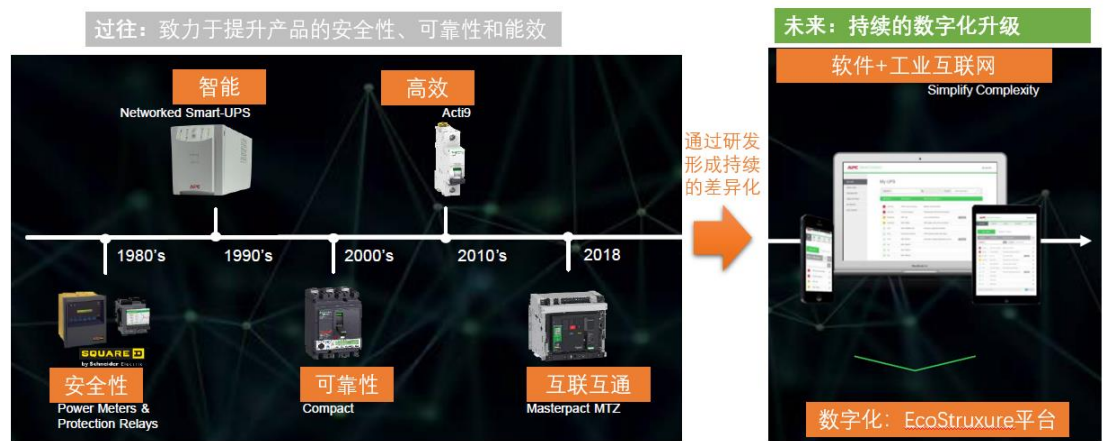 过往：致力于提升产品的安全性、可靠性和能效
智能
Networked Smart-UPS
高效
Acti9
1980's
1990's
2000's
2010's
2018
SQUARE D
by Schneider Electric
安全性
Power Meters &
Protection Relays
可靠性
Compact
互联互通
Masterpact MTZ
通过研发
形成持续
的差异化
未来：持续的数字化升级
软件+工业互联网
Simplify Complexity
数字化：EcoStruxure平台